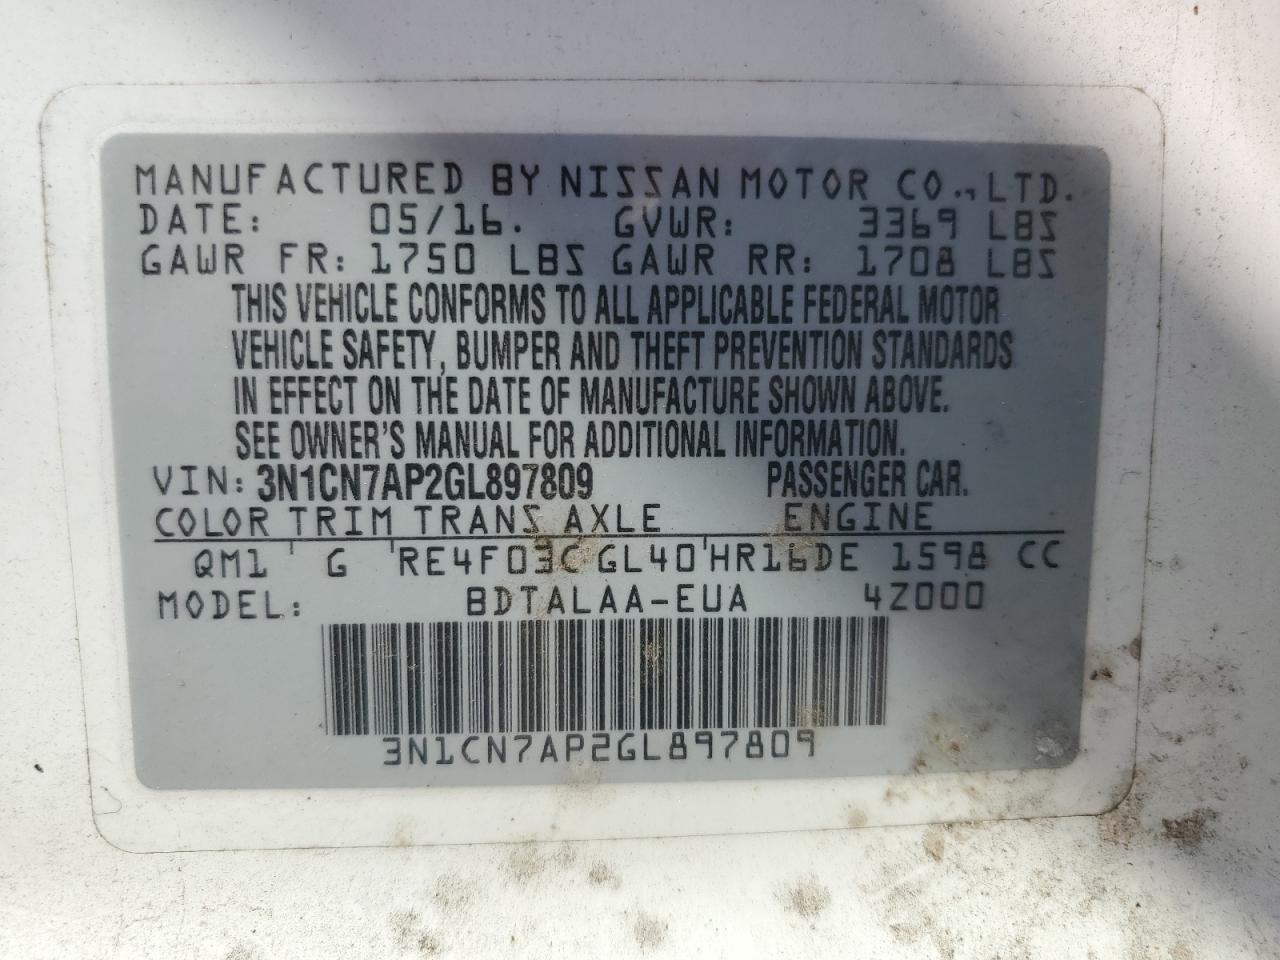 MANUFACTURED BY NISSAN MOTOR CO., LTD.
DATE: 05/16. GVWR: 3369 LBS
GAWR FR: 1750 LBS GAWR RR: 1708 LBS
THIS VEHICLE CONFORMS TO ALL APPLICABLE FEDERAL MOTOR
VEHICLE SAFETY, BUMPER AND THEFT PREVENTION STANDARDS
IN EFFECT ON THE DATE OF MANUFACTURE SHOWN ABOVE.
SEE OWNER'S MANUAL FOR ADDITIONAL INFORMATION.
VIN: 3N1CN7AP2GL897809 PASSENGER CAR.
COLOR TRIM TRANS AXLE ENGINE
QM1 ' G ' RE4F03C GL40 ' HR16DE 1598 CC
MODEL: BDTALAA-EUA 4Z000
3N1CN7AP2GL897809